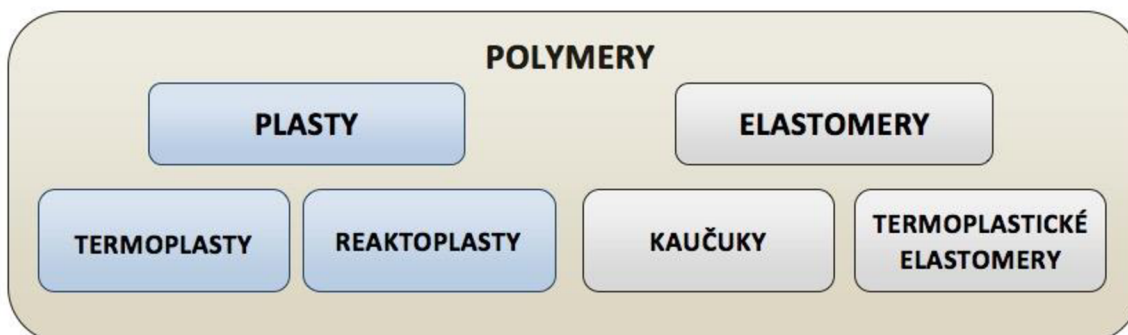 POLYMERY
PLASTY
ELASTOMERY
TERMOPLASTY
REAKTOPLASTY
KAUČUKY
TERMOPLASTICKÉ
ELASTOMERY